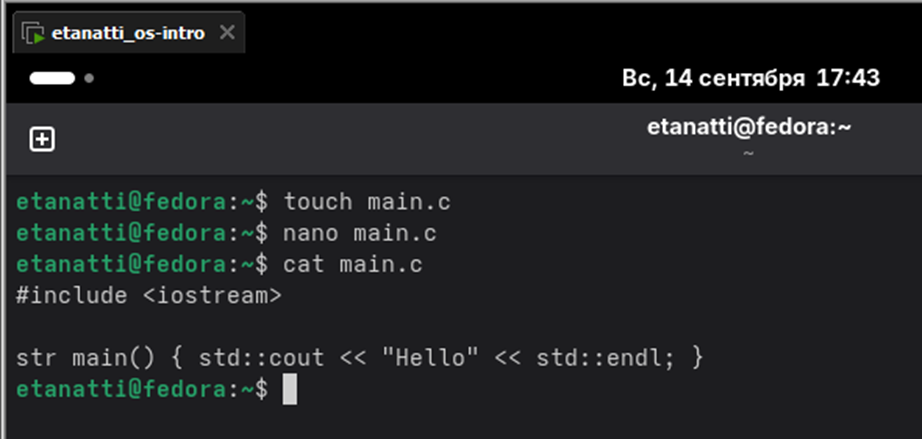 etanatti_os-intro
Вс, 14 сентября 17:43
etanatti@fedora:~
~
etanatti@fedora:~$ touch main.c
etanatti@fedora:~$ nano main.c
etanatti@fedora:~$ cat main.c
#include <iostream>
str main() { std::cout << "Hello" << std::endl; }
etanatti@fedora:~$